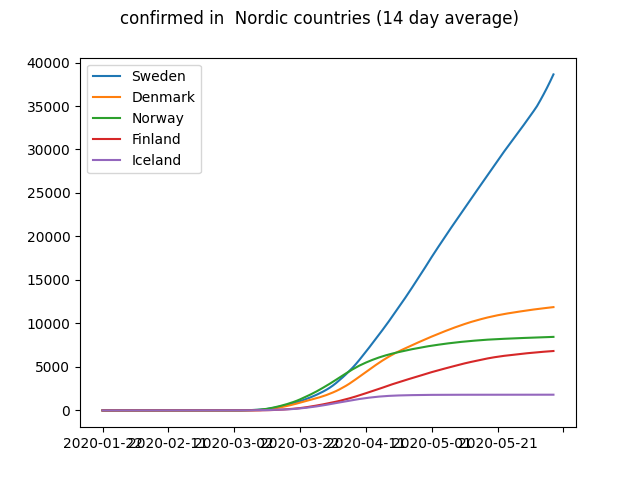 confirmed in  Nordic countries (14 day average)
40000
35000
30000
25000
20000
15000
10000
5000
0
Sweden
Denmark
Norway
Finland
Iceland
2020-01-22
2020-02-11
2020-03-02
2020-03-22
2020-04-11
2020-05-01
2020-05-21